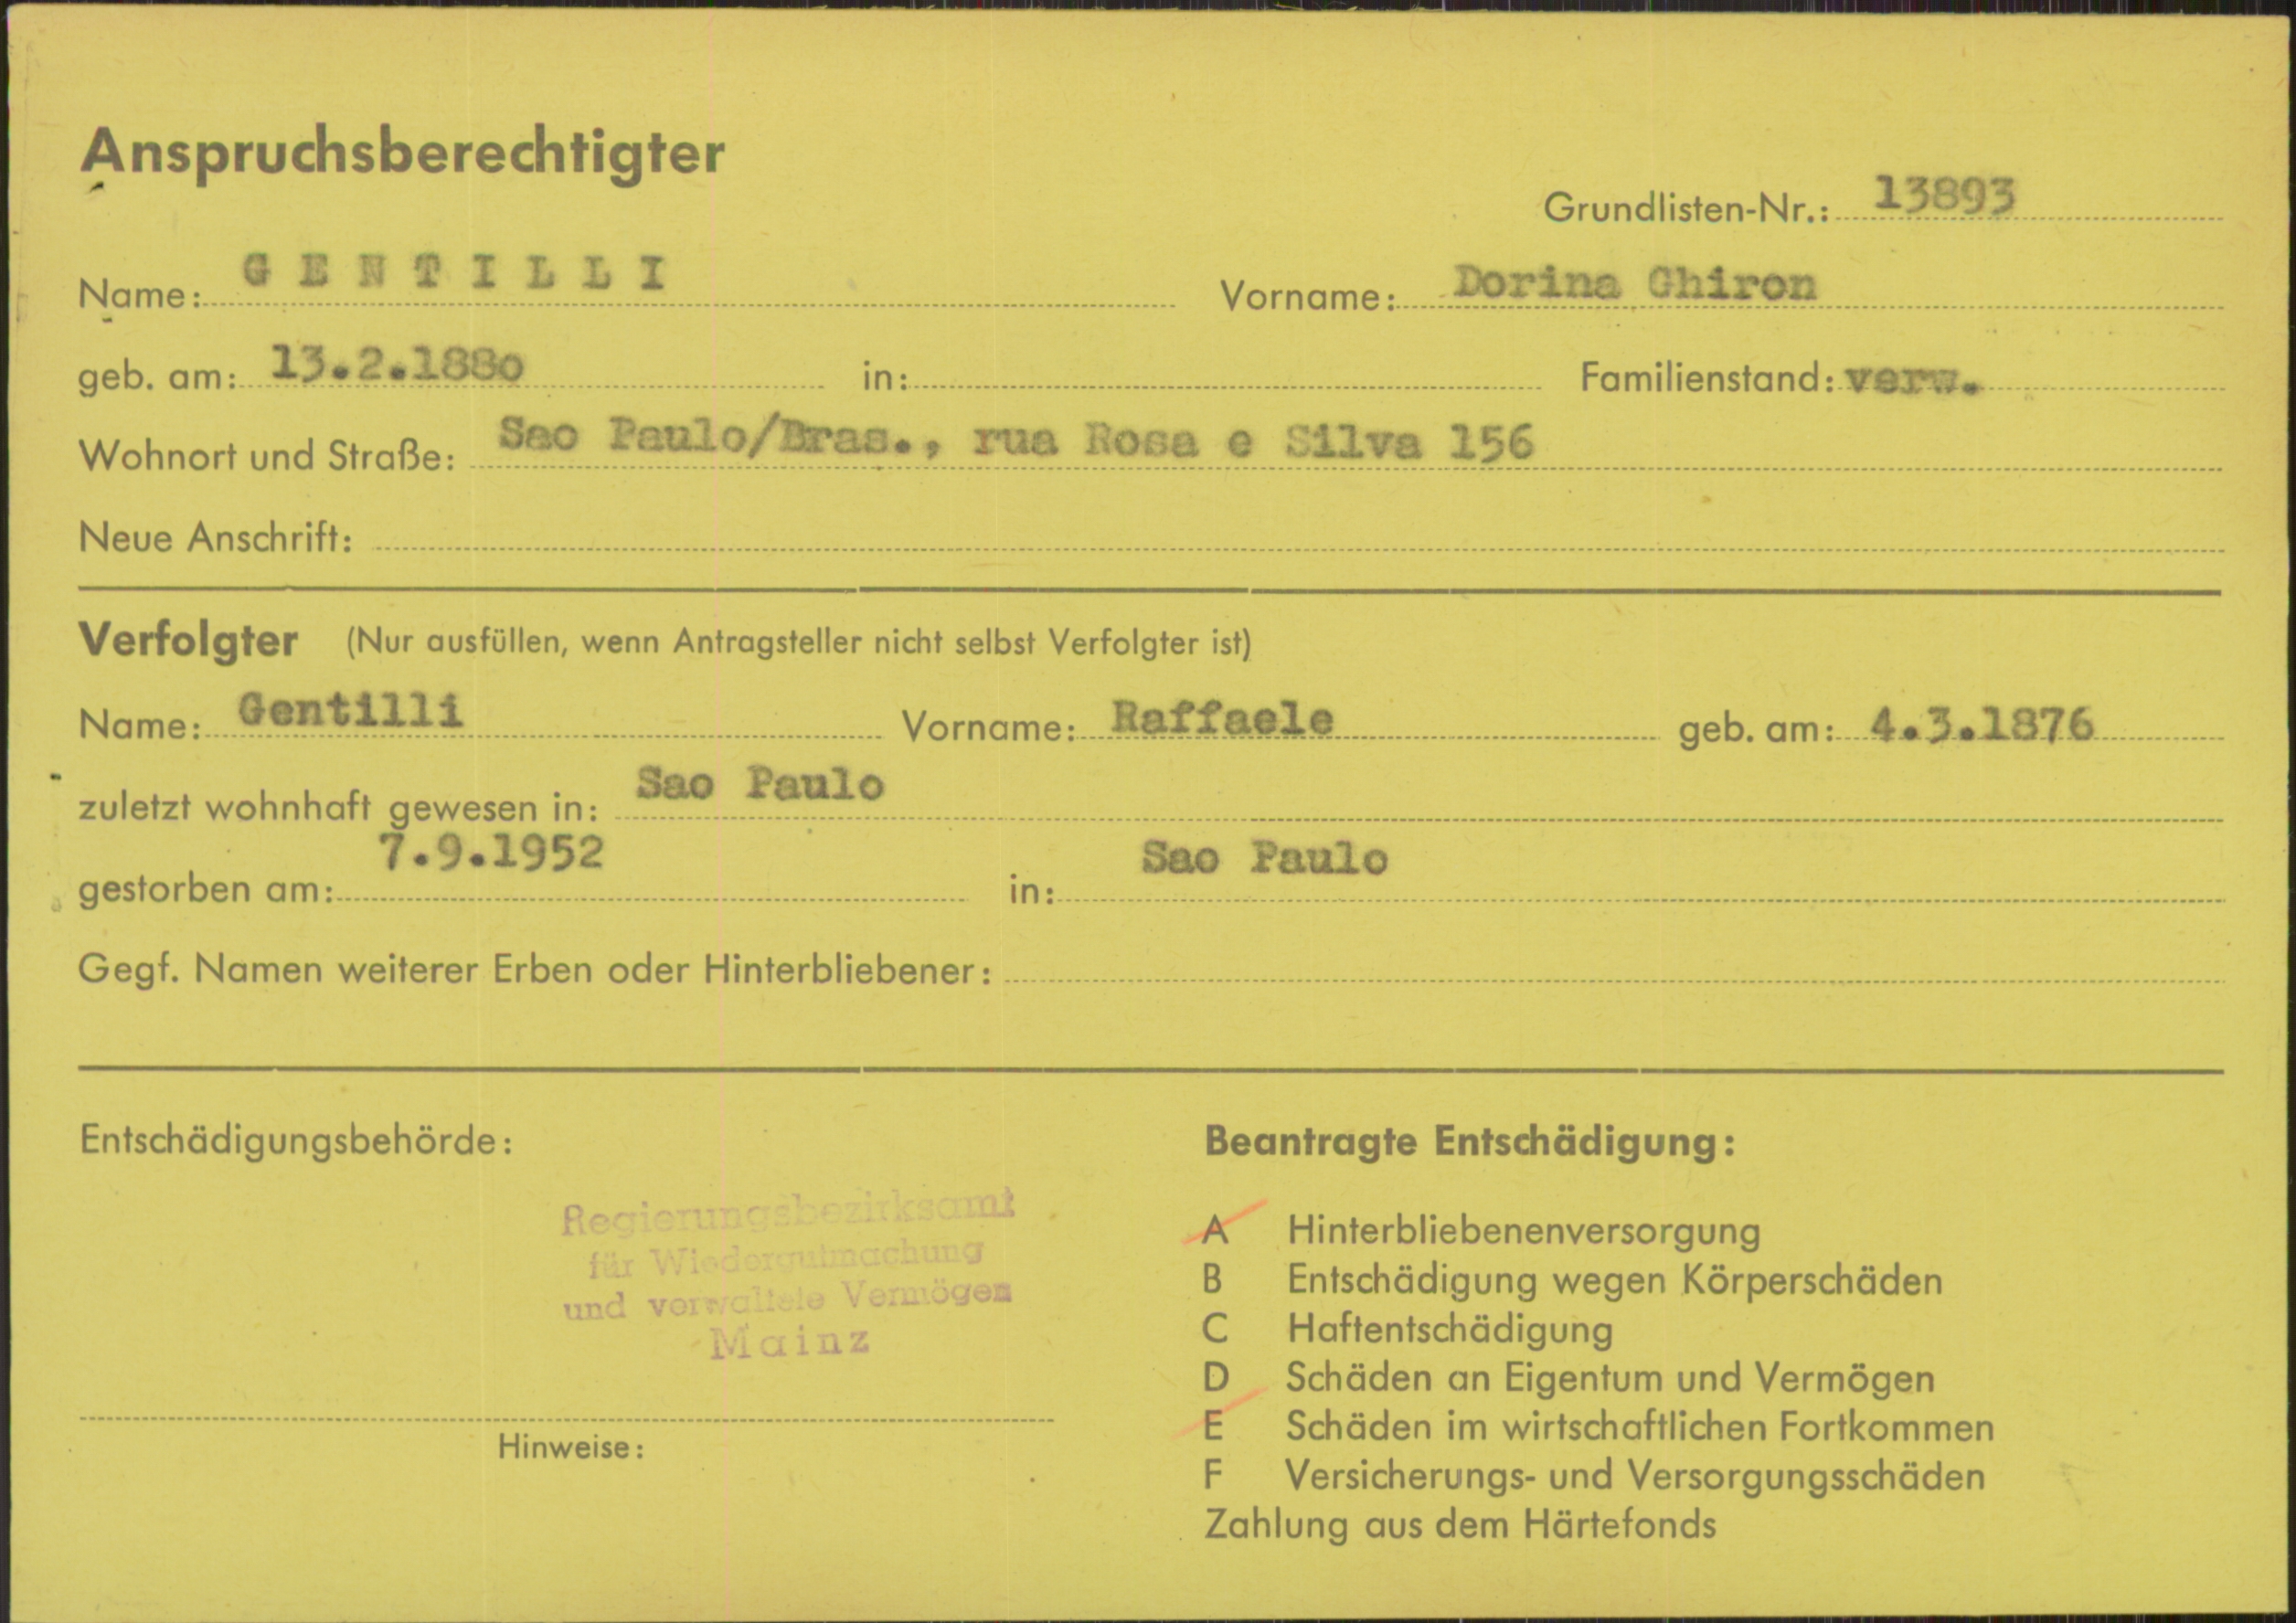 Anspruchsberechtigter
Grundlisten-Nr.: 13893
Name: GENTILLI Vorname: Dorina Ghiron
geb. am: 13.2.1880 in: Familienstand: verw.
Wohnort und Straße: Sao Paulo/Bras., rua Rosa e Silva 156
Neue Anschrift:
Verfolgter (Nur ausfüllen, wenn Antragsteller nicht selbst Verfolgter ist)
Name: Gentilli Vorname: Raffaele geb. am: 4.3.1876
zuletzt wohnhaft gewesen in: Sao Paulo
gestorben am: 7.9.1952 in: Sao Paulo
Gegf. Namen weiterer Erben oder Hinterbliebener:
Entschädigungsbehörde:
Regierungsbezirksamt
für Wiedergutmachung
und verwaltete Vermögen
Mainz
Hinweise:
Beantragte Entschädigung:
A Hinterbliebenenversorgung
B Entschädigung wegen Körperschäden
C Haftentschädigung
D Schäden an Eigentum und Vermögen
E Schäden im wirtschaftlichen Fortkommen
F Versicherungs- und Versorgungsschäden
Zahlung aus dem Härtefonds